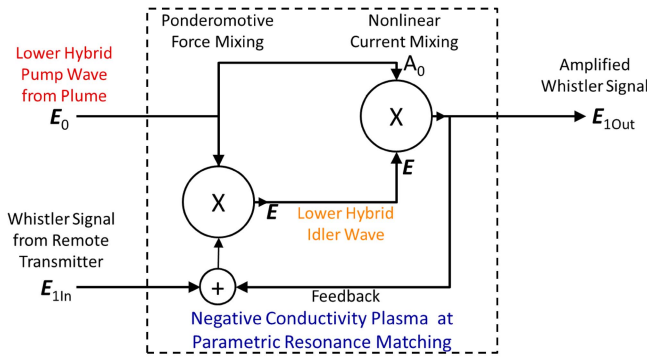 Ponderomotive
Force Mixing
Nonlinear
Current Mixing
Lower Hybrid
Pump Wave
from Plume
E₀
A₀
X
Amplified
Whistler Signal
E₁Out
X
E
E
Lower Hybrid
Idler Wave
Whistler Signal
from Remote
Transmitter
E₁In
+
Feedback
Negative Conductivity Plasma at
Parametric Resonance Matching